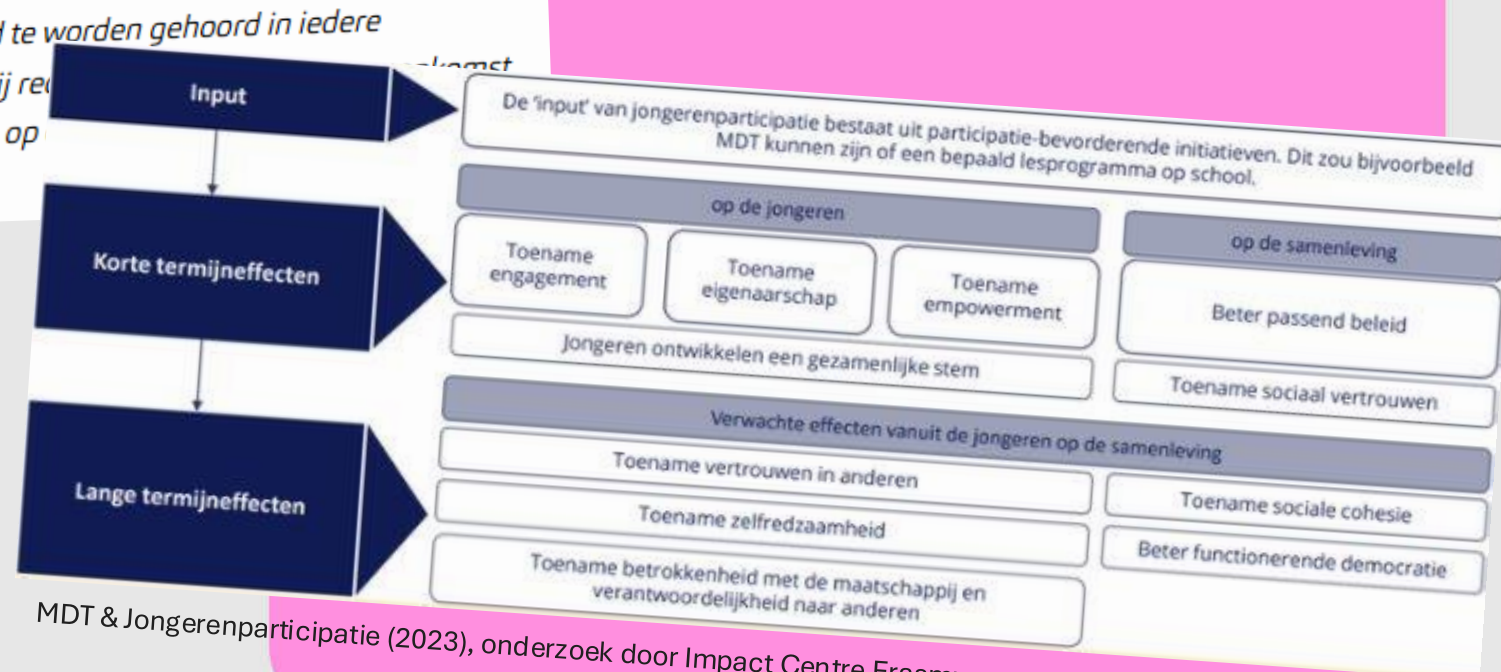 te worden gehoord in iedere
op
Input
De 'input' van jongerenparticipatie bestaat uit participatie-bevorderende initiatieven. Dit zou bijvoorbeeld
MDT kunnen zijn of een bepaald lesprogramma op school.
Korte termijneffecten
op de jongeren
Toename
engagement
Toename
eigenaarschap
Toename
empowerment
Jongeren ontwikkelen een gezamenlijke stem
op de samenleving
Beter passend beleid
Toename sociaal vertrouwen
Lange termijneffecten
Verwachte effecten vanuit de jongeren op de samenleving
Toename vertrouwen in anderen
Toename zelfredzaamheid
Toename betrokkenheid met de maatschappij en
verantwoordelijkheid naar anderen
Toename sociale cohesie
Beter functionerende democratie
MDT & Jongerenparticipatie (2023), onderzoek door Impact Centre